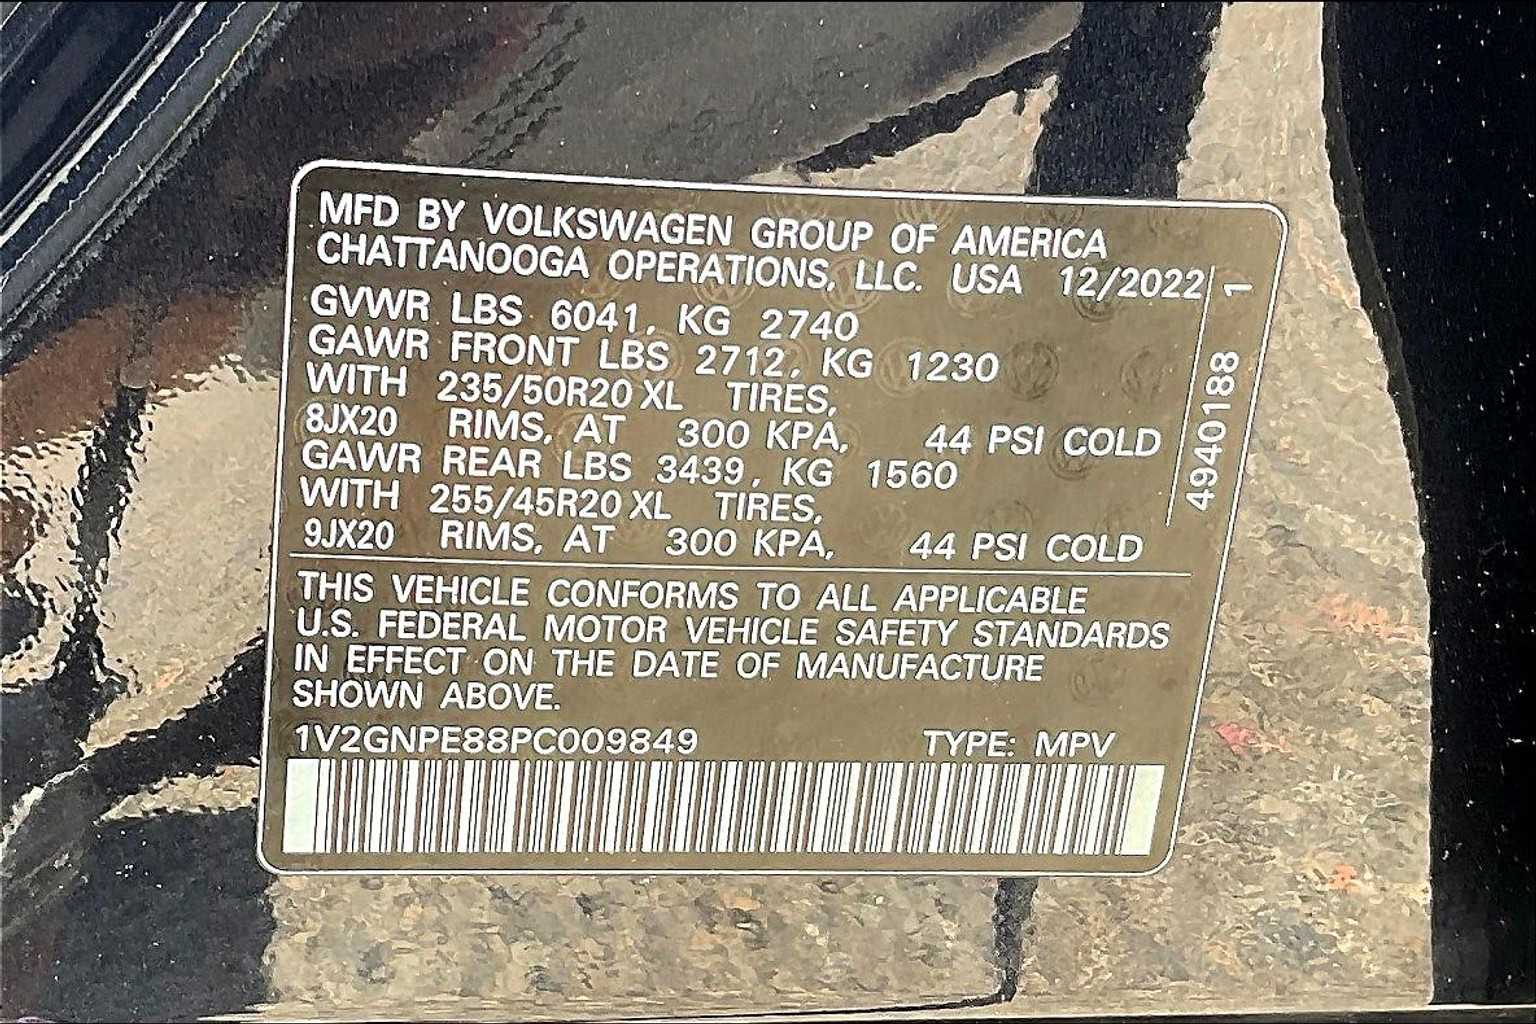 MFD BY VOLKSWAGEN GROUP OF AMERICA
CHATTANOOGA OPERATIONS, LLC. USA 12/2022
GVWR LBS 6041, KG 2740
GAWR FRONT LBS 2712, KG 1230
WITH 235/50R20 XL TIRES,
8JX20 RIMS, AT 300 KPA, 44 PSI COLD
GAWR REAR LBS 3439, KG 1560
WITH 255/45R20 XL TIRES,
9JX20 RIMS, AT 300 KPA, 44 PSI COLD
4940188 1
THIS VEHICLE CONFORMS TO ALL APPLICABLE
U.S. FEDERAL MOTOR VEHICLE SAFETY STANDARDS
IN EFFECT ON THE DATE OF MANUFACTURE
SHOWN ABOVE.
1V2GNPE88PC009849 TYPE: MPV